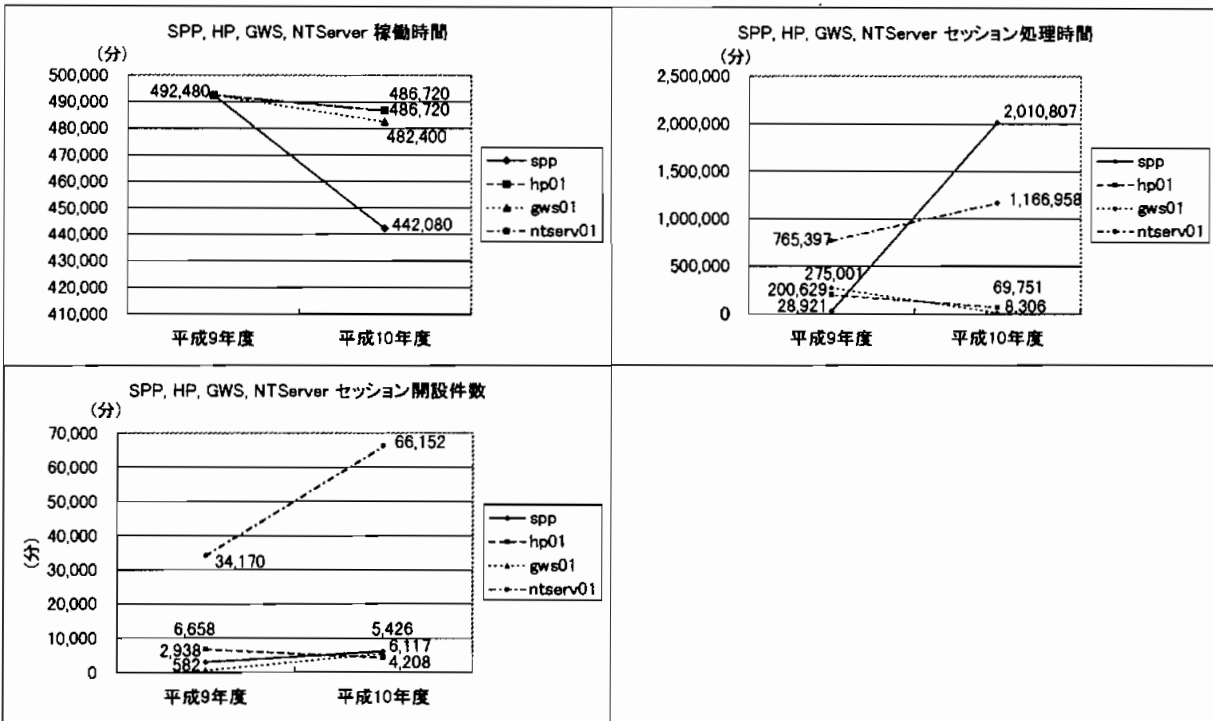 SPP, HP, GWS, NTServer 稼働時間
(分)
500,000
490,000
480,000
470,000
460,000
450,000
440,000
430,000
420,000
410,000
492,480
486,720
486,720
482,400
442,080
平成9年度
平成10年度
spp
hp01
gws01
ntserv01
SPP, HP, GWS, NTServer セッション処理時間
(分)
2,500,000
2,000,000
1,500,000
1,000,000
500,000
0
2,010,807
1,166,958
765,397
275,001
200,629
28,921
69,751
8,306
平成9年度
平成10年度
spp
hp01
gws01
ntserv01
SPP, HP, GWS, NTServer セッション開設件数
(分)
(分)
70,000
60,000
50,000
40,000
30,000
20,000
10,000
0
66,152
34,170
6,658
2,938
582
5,426
6,117
4,208
平成9年度
平成10年度
spp
hp01
gws01
ntserv01